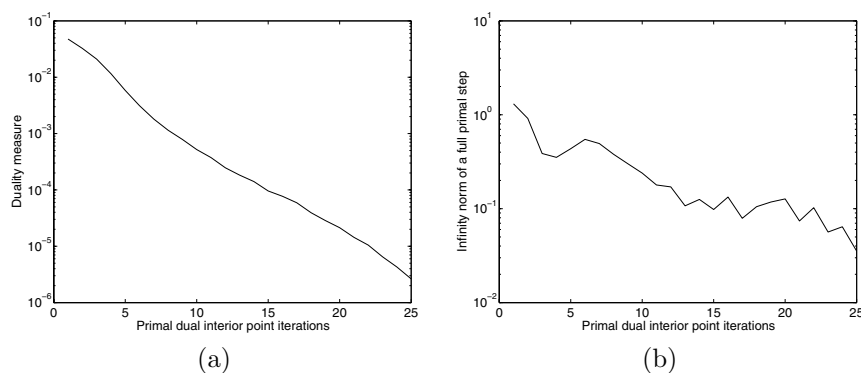 10^{-1}
10^{-2}
10^{-3}
10^{-4}
10^{-5}
10^{-6}
Duality measure
0 5 10 15 20 25
Primal dual interior point iterations
(a)
10^{1}
10^{0}
10^{-1}
10^{-2}
Infinity norm of a full primal step
0 5 10 15 20 25
Primal dual interior point iterations
(b)